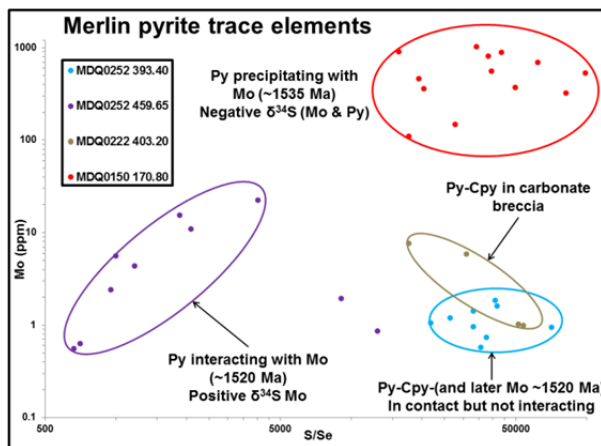 Merlin pyrite trace elements
1000
100
10
1
0.1
Mo (ppm)
MDQ0252 393.40
MDQ0252 459.65
MDQ0222 403.20
MDQ0150 170.80
Py precipitating with
Mo (~1535 Ma)
Negative δ³⁴S (Mo & Py)
Py-Cpy in carbonate
breccia
Py interacting with Mo
(~1520 Ma)
Positive δ³⁴S Mo
Py-Cpy-(and later Mo ~1520 Ma)
In contact but not interacting
500
5000
50000
S/Se